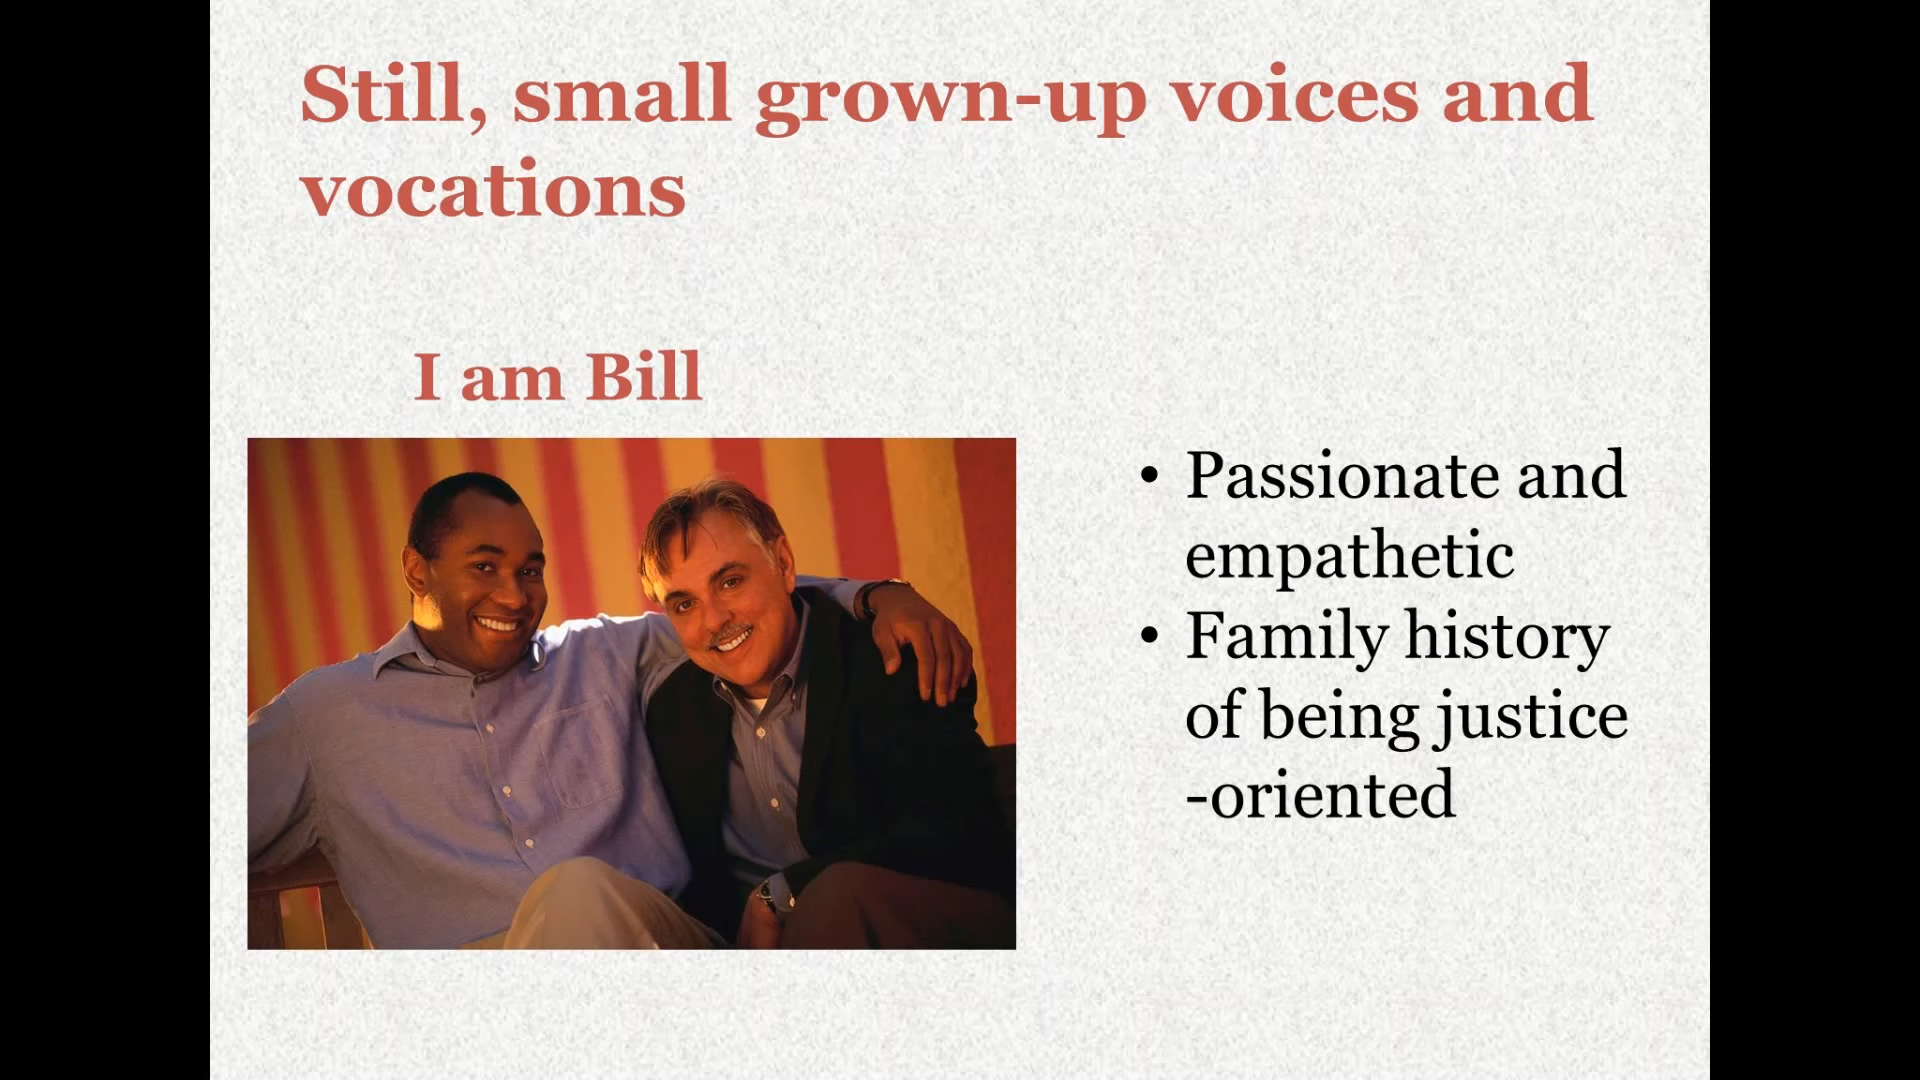 Still, small grown-up voices and
vocations
I am Bill
• Passionate and
empathetic
• Family history
of being justice
-oriented